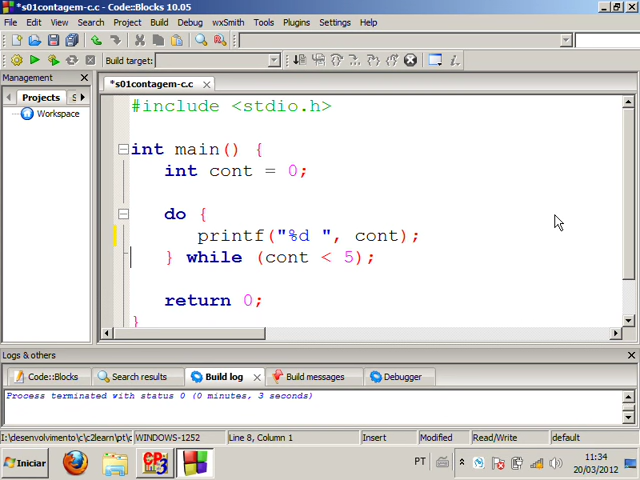 *s01contagem-c.c - Code::Blocks 10.05
File Edit View Search Project Build Debug wxSmith Tools Plugins Settings Help
Build target:
Management
Projects S
Workspace
*s01contagem-c.c
#include <stdio.h>
int main() {
int cont = 0;
do {
printf("%d ", cont);
} while (cont < 5);
return 0;
}
Logs & others
Code::Blocks Search results Build log Build messages Debugger
Process terminated with status 0 (0 minutes, 3 seconds)
I:\desenvolvimento\c\c2learn\pt\c WINDOWS-1252 Line 8, Column 1 Insert Modified Read/Write default
Iniciar PT 11:34
20/03/2012